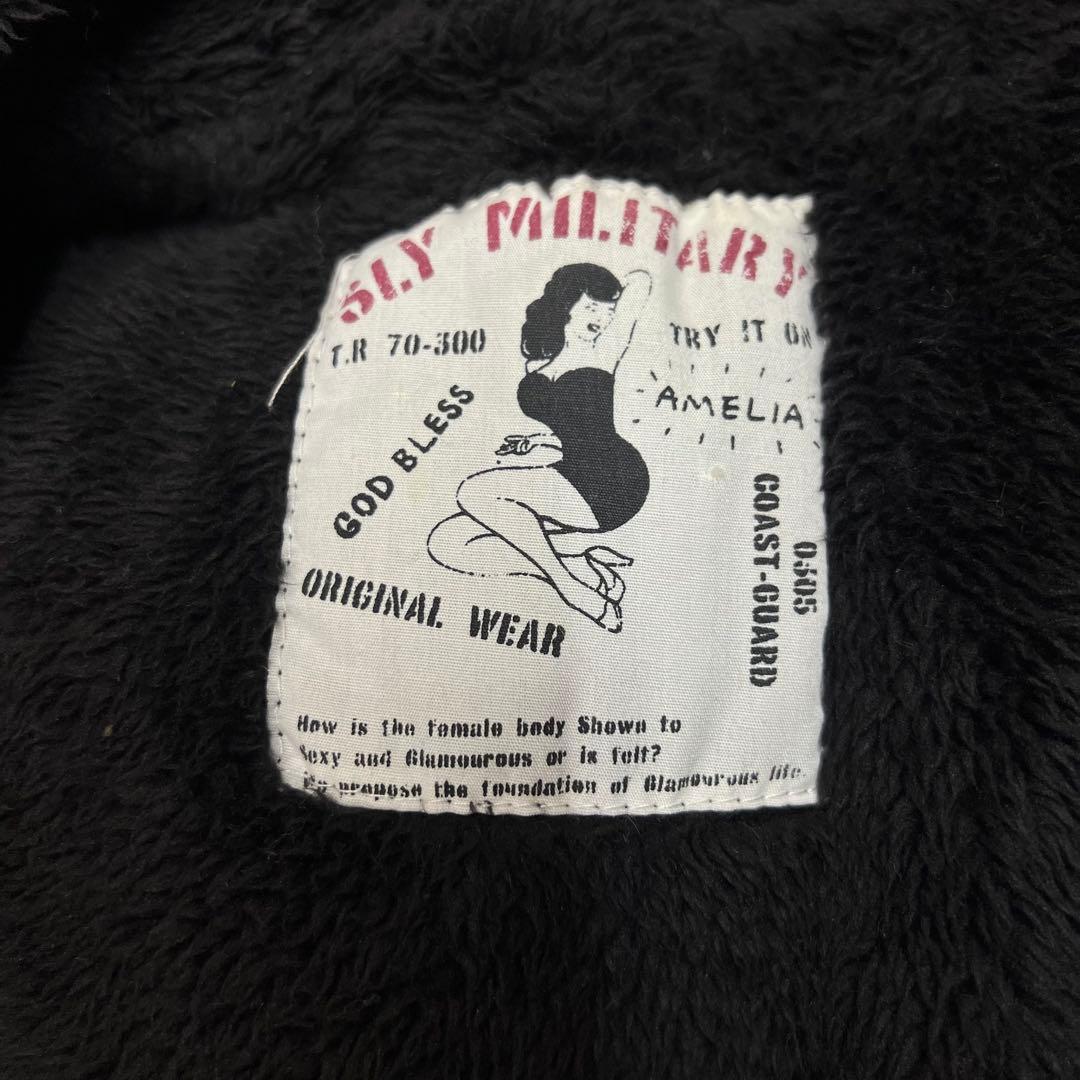 SLY MILITARY
T.R 70-300
TRY IT ON
AMELIA
GOD BLESS
COAST-GUARD
0505
ORIGINAL WEAR
How is the female body Shown to
Sexy and Glamourous or is felt?
propose the foundation of Glamourous life.